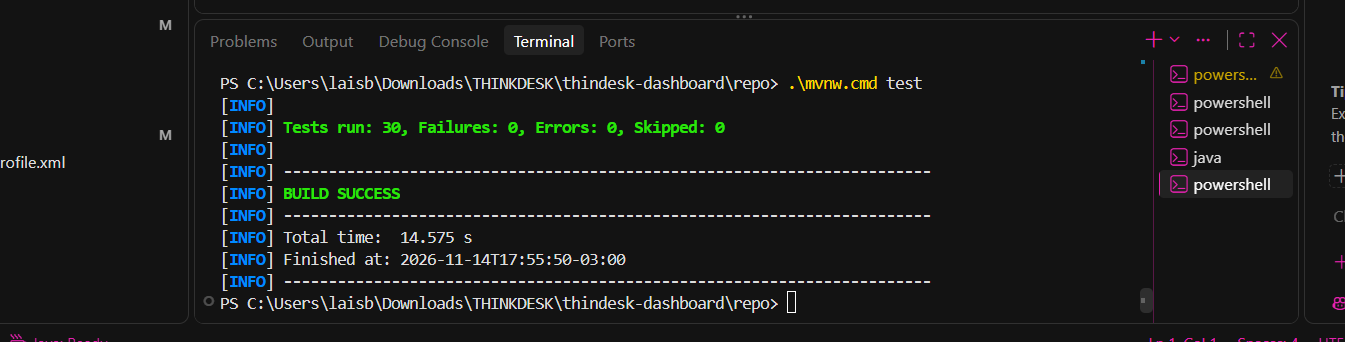 M
M
rofile.xml
Problems Output Debug Console Terminal Ports
PS C:\Users\laisb\Downloads\THINKDESK\thindesk-dashboard\repo> .\mvnw.cmd test
[INFO]
[INFO] Tests run: 30, Failures: 0, Errors: 0, Skipped: 0
[INFO]
[INFO] ------------------------------------------------------------------------
[INFO] BUILD SUCCESS
[INFO] ------------------------------------------------------------------------
[INFO] Total time:  14.575 s
[INFO] Finished at: 2026-11-14T17:55:50-03:00
[INFO] ------------------------------------------------------------------------
PS C:\Users\laisb\Downloads\THINKDESK\thindesk-dashboard\repo>
powers...
powershell
powershell
java
powershell
Ti
Ex
th